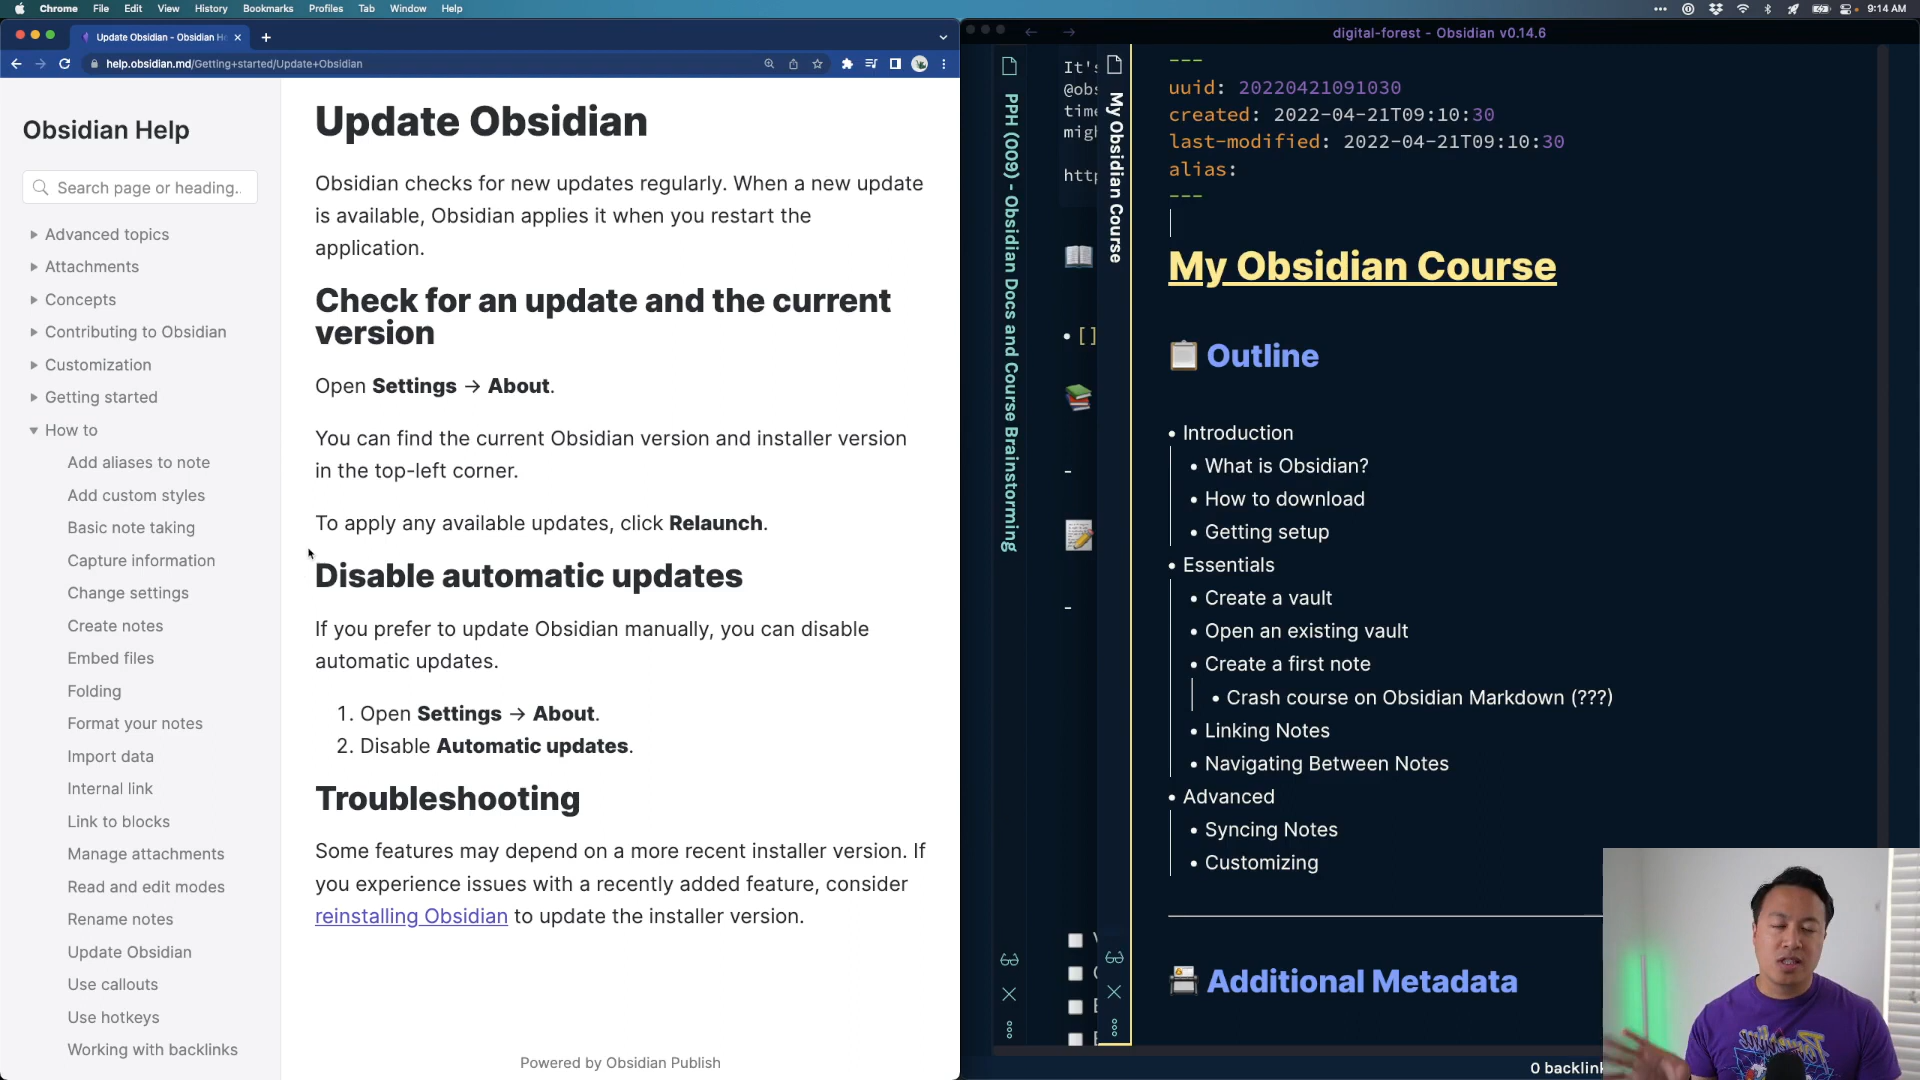 Chrome File Edit View History Bookmarks Profiles Tab Window Help
9:14 AM
Update Obsidian - Obsidian He
help.obsidian.md/Getting+started/Update+Obsidian
Obsidian Help
Search page or heading..
Advanced topics
Attachments
Concepts
Contributing to Obsidian
Customization
Getting started
How to
Add aliases to note
Add custom styles
Basic note taking
Capture information
Change settings
Create notes
Embed files
Folding
Format your notes
Import data
Internal link
Link to blocks
Manage attachments
Read and edit modes
Rename notes
Update Obsidian
Use callouts
Use hotkeys
Working with backlinks
Update Obsidian
Obsidian checks for new updates regularly. When a new update
is available, Obsidian applies it when you restart the
application.
Check for an update and the current
version
Open Settings → About.
You can find the current Obsidian version and installer version
in the top-left corner.
To apply any available updates, click Relaunch.
Disable automatic updates
If you prefer to update Obsidian manually, you can disable
automatic updates.
1. Open Settings → About.
2. Disable Automatic updates.
Troubleshooting
Some features may depend on a more recent installer version. If
you experience issues with a recently added feature, consider
reinstalling Obsidian to update the installer version.
Powered by Obsidian Publish
digital-forest - Obsidian v0.14.6
PPH (009) - Obsidian Docs and Course Brainstorming
It's
@obs
time
migh
http
[]
My Obsidian Course
---
uuid: 20220421091030
created: 2022-04-21T09:10:30
last-modified: 2022-04-21T09:10:30
alias:
---
My Obsidian Course
Outline
• Introduction
• What is Obsidian?
• How to download
• Getting setup
• Essentials
• Create a vault
• Open an existing vault
• Create a first note
• Crash course on Obsidian Markdown (???)
• Linking Notes
• Navigating Between Notes
• Advanced
• Syncing Notes
• Customizing
Additional Metadata
0 backlink